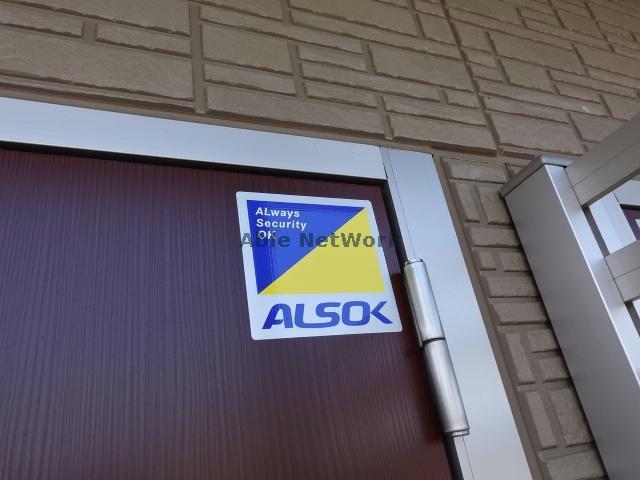 ALways
Security
OK
Able NetWork
ALSOK